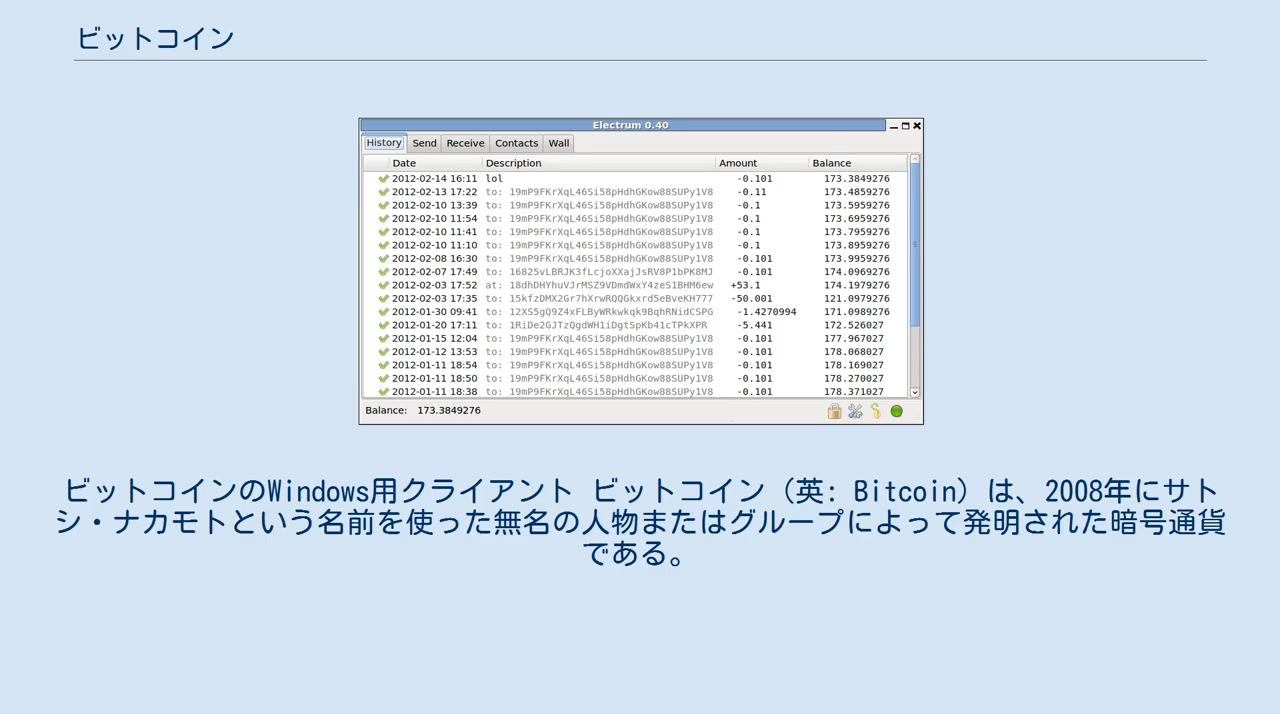 ビットコイン
Electrum 0.40
History Send Receive Contacts Wall
Date Description Amount Balance
2012-02-14 16:11 lol -0.101 173.3849276
2012-02-13 17:22 to: 19mP9FKrXqL46Si58pHdhGKow88SUPy1V8 -0.11 173.4859276
2012-02-10 13:39 to: 19mP9FKrXqL46Si58pHdhGKow88SUPy1V8 -0.1 173.5959276
2012-02-10 11:54 to: 19mP9FKrXqL46Si58pHdhGKow88SUPy1V8 -0.1 173.6959276
2012-02-10 11:41 to: 19mP9FKrXqL46Si58pHdhGKow88SUPy1V8 -0.1 173.7959276
2012-02-10 11:10 to: 19mP9FKrXqL46Si58pHdhGKow88SUPy1V8 -0.1 173.8959276
2012-02-08 16:30 to: 19mP9FKrXqL46Si58pHdhGKow88SUPy1V8 -0.101 173.9959276
2012-02-07 17:49 to: 16825vLBRJK3fLcjoXXajJsRV8P1bPK8MJ -0.101 174.0969276
2012-02-03 17:52 at: 18dhDHYhuVJrMSZ9VDmdWxY4zeS1BHM6ew +53.1 174.1979276
2012-02-03 17:35 to: 15kfzDMX2Gr7hXrwRQQGkxrd5eBveKH777 -50.001 121.0979276
2012-01-30 09:41 to: 12XS5gQ9Z4xFLByWRkwkqk9BqhRNidCSPG -1.4270994 171.0989276
2012-01-20 17:11 to: 1RiDe2GJTzQgdWH1iDgtSpKb41cTPkXPR -5.441 172.526027
2012-01-15 12:04 to: 19mP9FKrXqL46Si58pHdhGKow88SUPy1V8 -0.101 177.967027
2012-01-12 13:53 to: 19mP9FKrXqL46Si58pHdhGKow88SUPy1V8 -0.101 178.068027
2012-01-11 18:54 to: 19mP9FKrXqL46Si58pHdhGKow88SUPy1V8 -0.101 178.169027
2012-01-11 18:50 to: 19mP9FKrXqL46Si58pHdhGKow88SUPy1V8 -0.101 178.270027
2012-01-11 18:38 to: 19mP9FKrXqL46Si58pHdhGKow88SUPy1V8 -0.101 178.371027
Balance: 173.3849276
ビットコインのWindows用クライアント ビットコイン（英: Bitcoin）は、2008年にサト
シ・ナカモトという名前を使った無名の人物またはグループによって発明された暗号通貨
である。